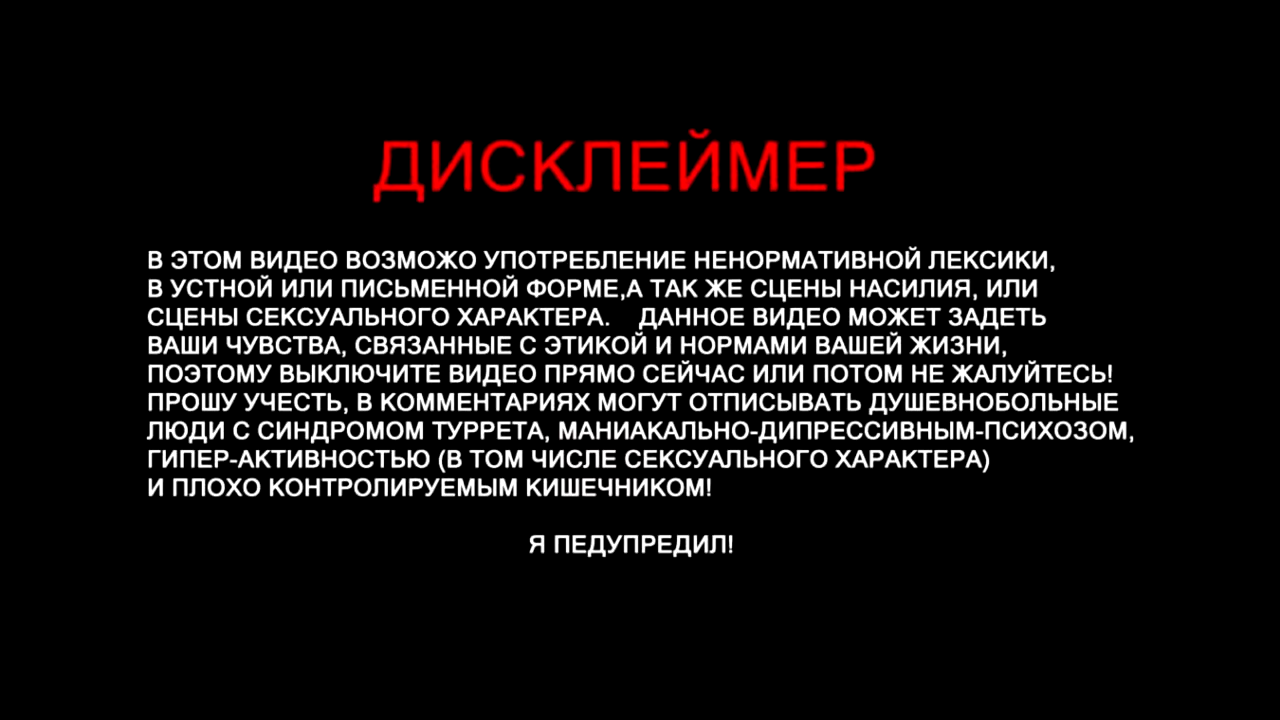 ДИСКЛЕЙМЕР
В ЭТОМ ВИДЕО ВОЗМОЖО УПОТРЕБЛЕНИЕ НЕНОРМАТИВНОЙ ЛЕКСИКИ,
В УСТНОЙ ИЛИ ПИСЬМЕННОЙ ФОРМЕ,А ТАК ЖЕ СЦЕНЫ НАСИЛИЯ, ИЛИ
СЦЕНЫ СЕКСУАЛЬНОГО ХАРАКТЕРА. ДАННОЕ ВИДЕО МОЖЕТ ЗАДЕТЬ
ВАШИ ЧУВСТВА, СВЯЗАННЫЕ С ЭТИКОЙ И НОРМАМИ ВАШЕЙ ЖИЗНИ,
ПОЭТОМУ ВЫКЛЮЧИТЕ ВИДЕО ПРЯМО СЕЙЧАС ИЛИ ПОТОМ НЕ ЖАЛУЙТЕСЬ!
ПРОШУ УЧЕСТЬ, В КОММЕНТАРИЯХ МОГУТ ОТПИСЫВАТЬ ДУШЕВНОБОЛЬНЫЕ
ЛЮДИ С СИНДРОМОМ ТУРРЕТА, МАНИАКАЛЬНО-ДИПРЕССИВНЫМ-ПСИХОЗОМ,
ГИПЕР-АКТИВНОСТЬЮ (В ТОМ ЧИСЛЕ СЕКСУАЛЬНОГО ХАРАКТЕРА)
И ПЛОХО КОНТРОЛИРУЕМЫМ КИШЕЧНИКОМ!
Я ПЕДУПРЕДИЛ!